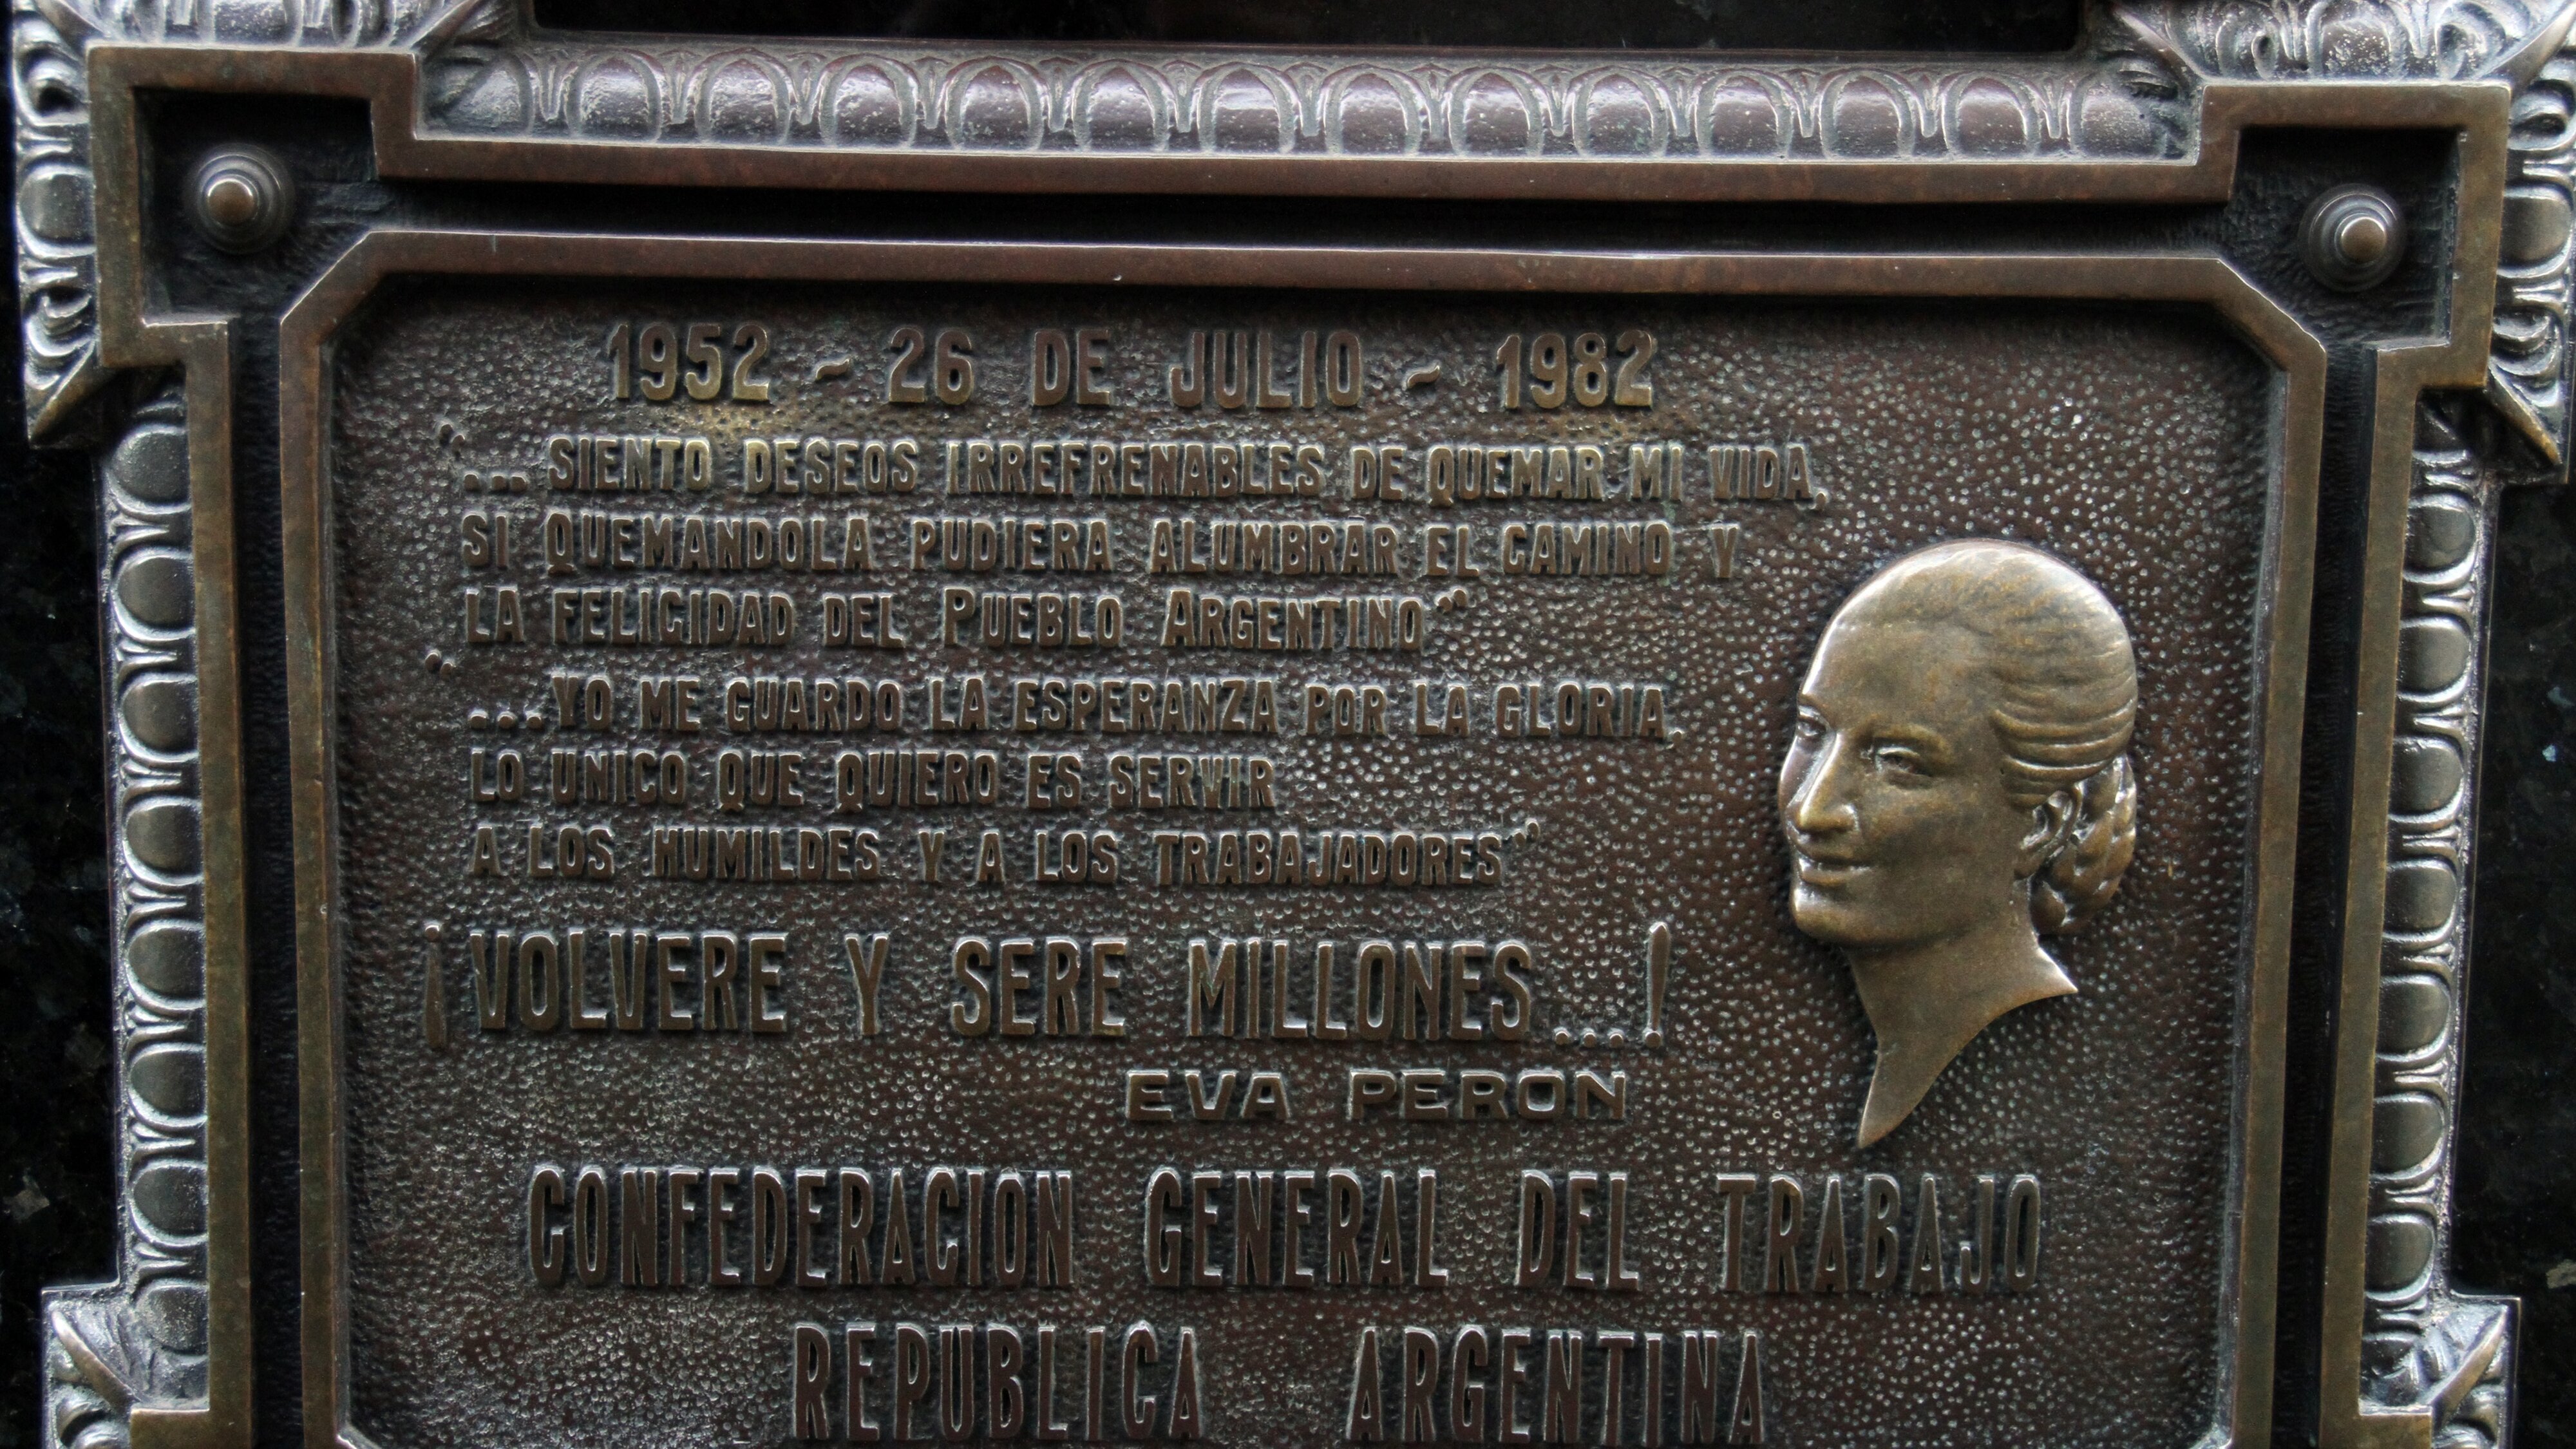 1952 - 26 DE JULIO - 1982
"... SIENTO DESEOS IRREFRENABLES DE QUEMAR MI VIDA,
SI QUEMANDOLA PUDIERA ALUMBRAR EL CAMINO Y
LA FELICIDAD DEL PUEBLO ARGENTINO"
"...YO ME GUARDO LA ESPERANZA POR LA GLORIA,
LO UNICO QUE QUIERO ES SERVIR
A LOS HUMILDES Y A LOS TRABAJADORES"
¡VOLVERE Y SERE MILLONES...!
EVA PERON
CONFEDERACION GENERAL DEL TRABAJO
REPUBLICA ARGENTINA